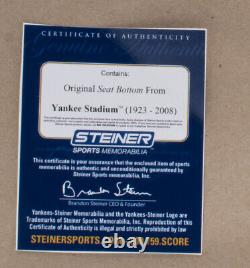 CERTIFICATE OF AUTHENTICITY
Contains:
Original Seat Bottom From
Yankee Stadium™ (1923 - 2008)
STEINER
SPORTS MEMORABILIA
This certificate is your assurance that the enclosed item of sports
memorabilia is authentic and unconditionally guaranteed by
Steiner Sports memorabilia, inc.
Brandon Steiner CEO & Founder
Yankees-Steiner Memorabilia and the Yankees-Steiner Logo are
Trademarks of Steiner Sports Memorabilia, Inc. Reproduction of this
Certificate of Authenticity is illegal and strictly prohibited by law
STEINERSPORTS.
59.SCORE